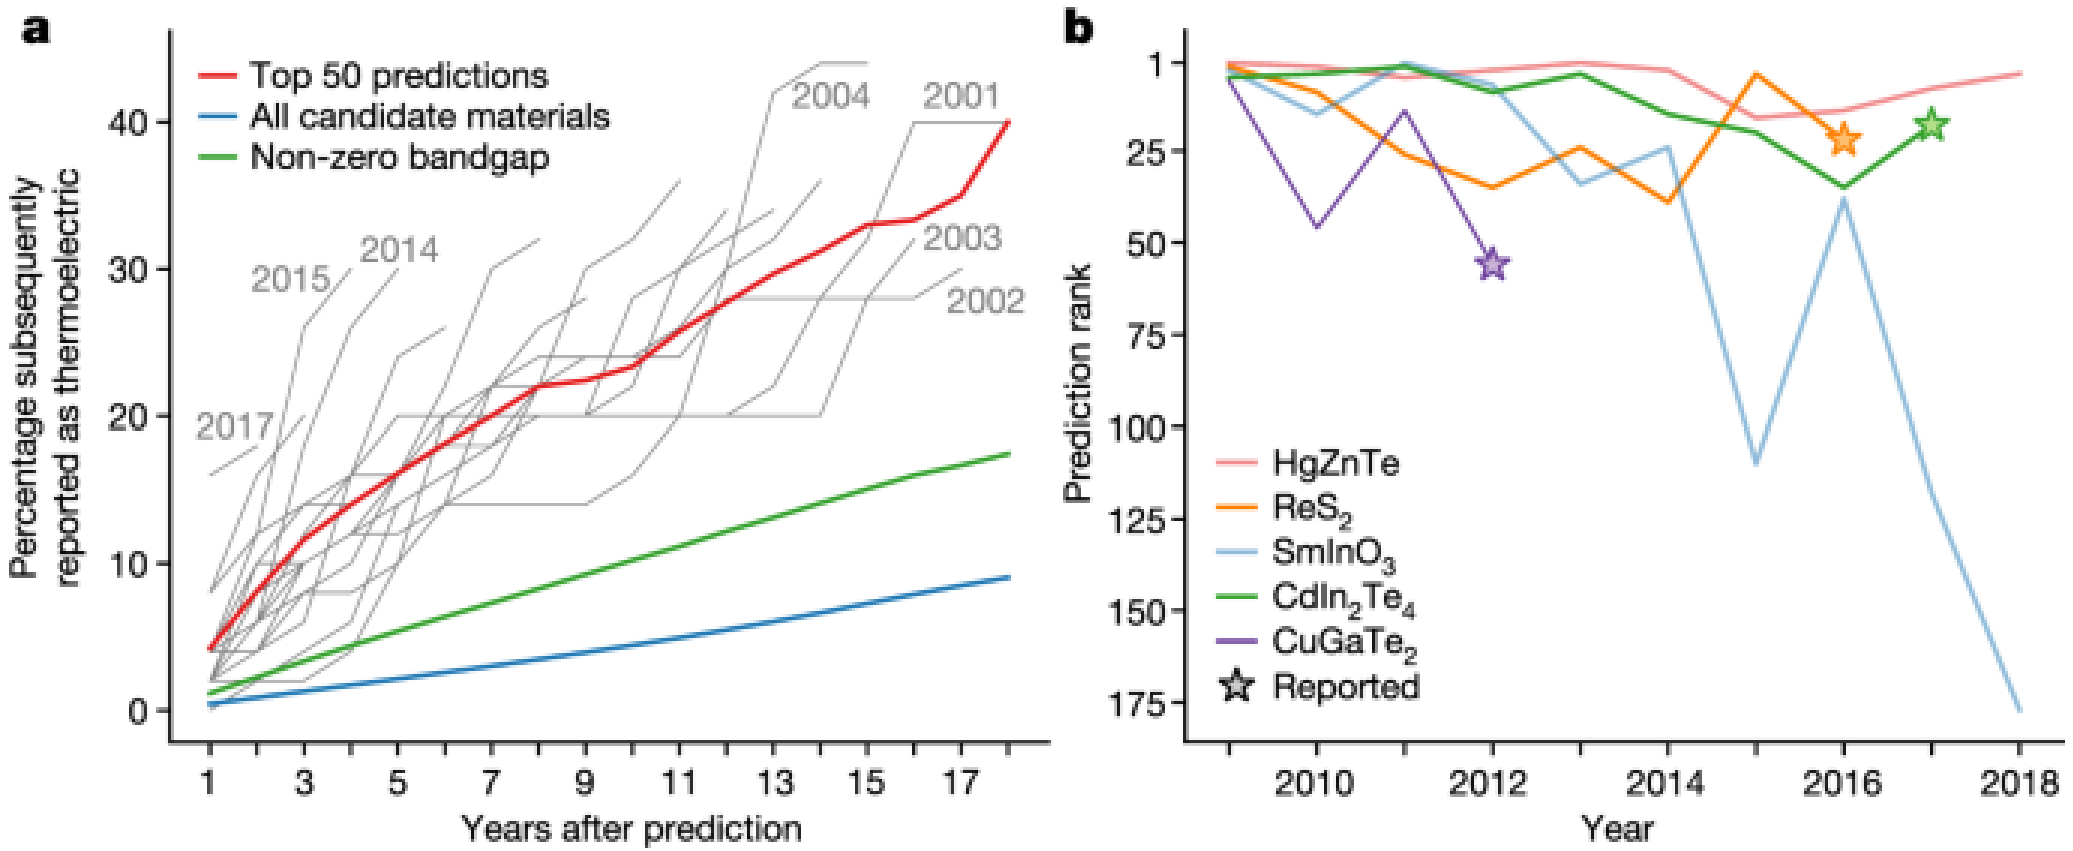 a
Top 50 predictions
All candidate materials
Non-zero bandgap
Percentage subsequently
reported as thermoelectric
40
30
20
10
0
2004
2001
2003
2002
2014
2015
2017
1 3 5 7 9 11 13 15 17
Years after prediction
b
Prediction rank
1
25
50
75
100
125
150
175
HgZnTe
ReS₂
SmInO₃
CdIn₂Te₄
CuGaTe₂
Reported
2010 2012 2014 2016 2018
Year